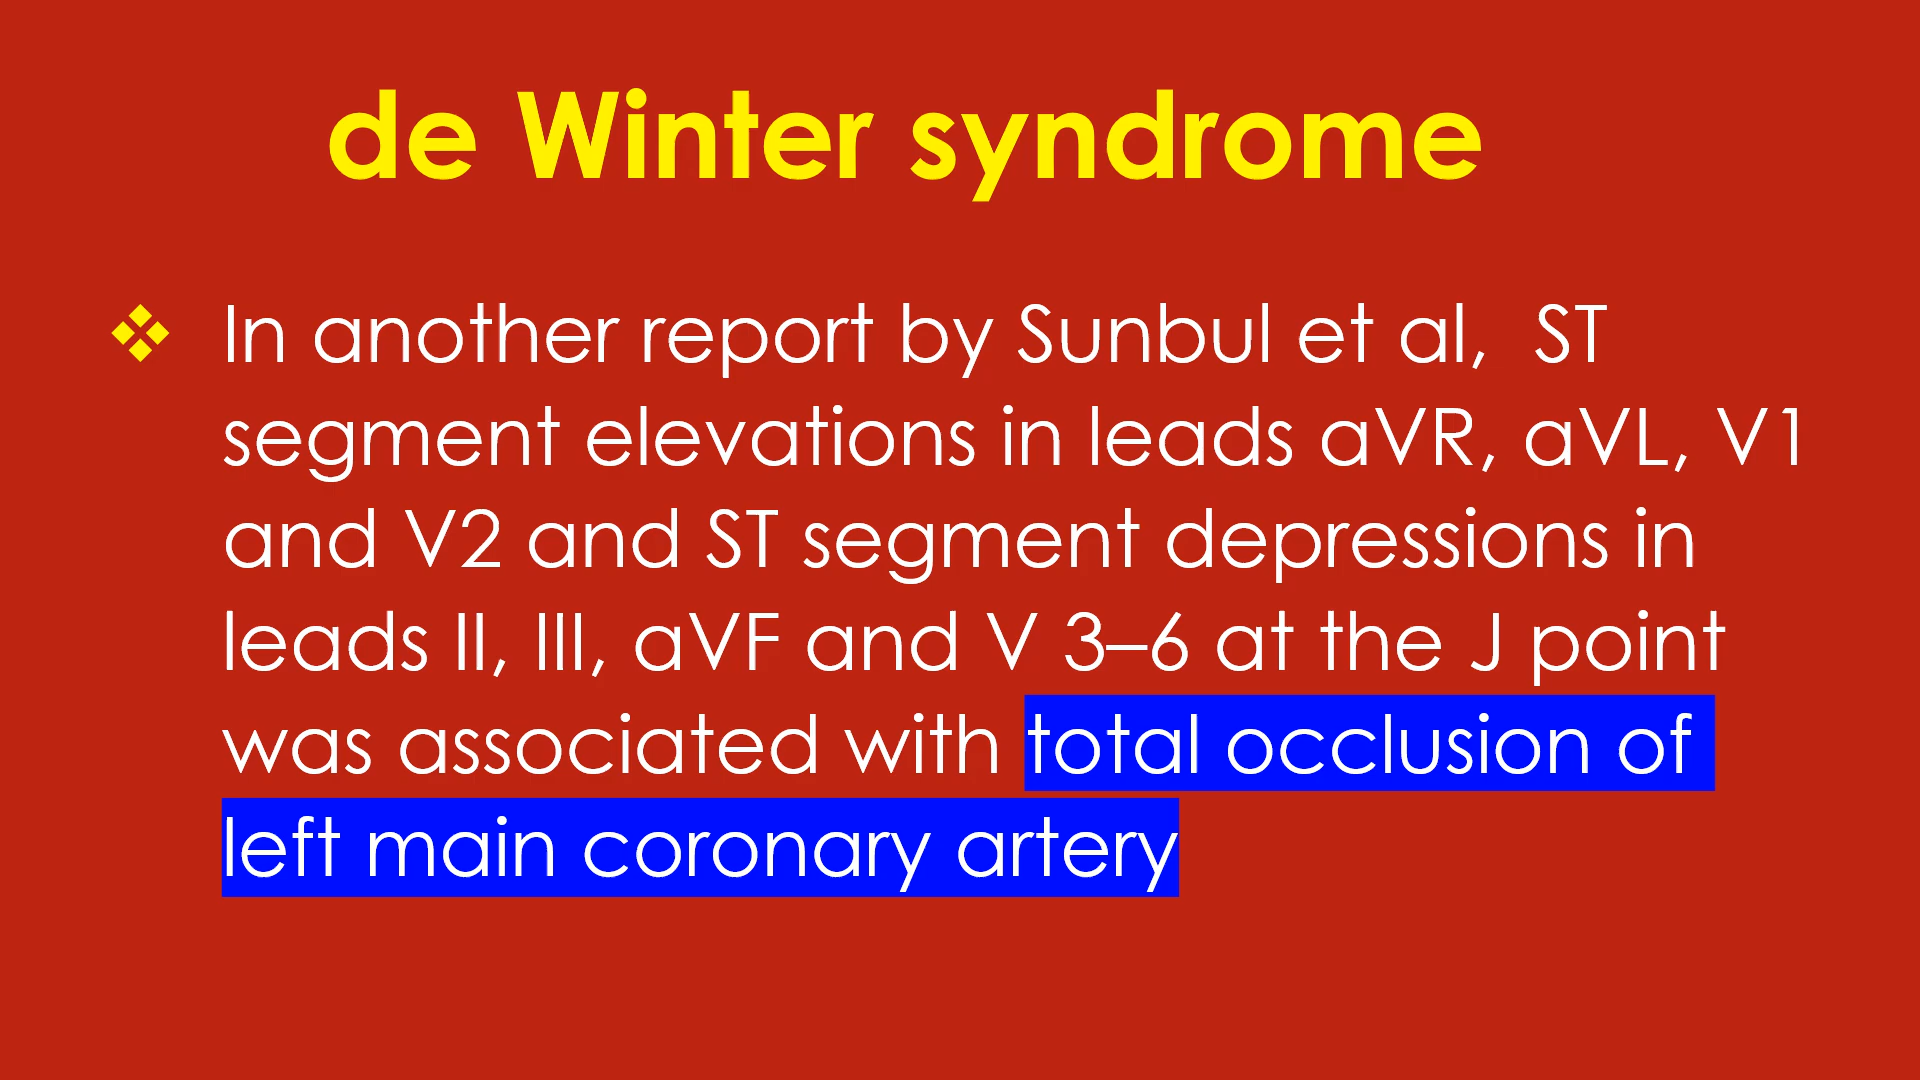 de Winter syndrome
❖ In another report by Sunbul et al,  ST
segment elevations in leads aVR, aVL, V1
and V2 and ST segment depressions in
leads II, III, aVF and V 3–6 at the J point
was associated with total occlusion of
left main coronary artery